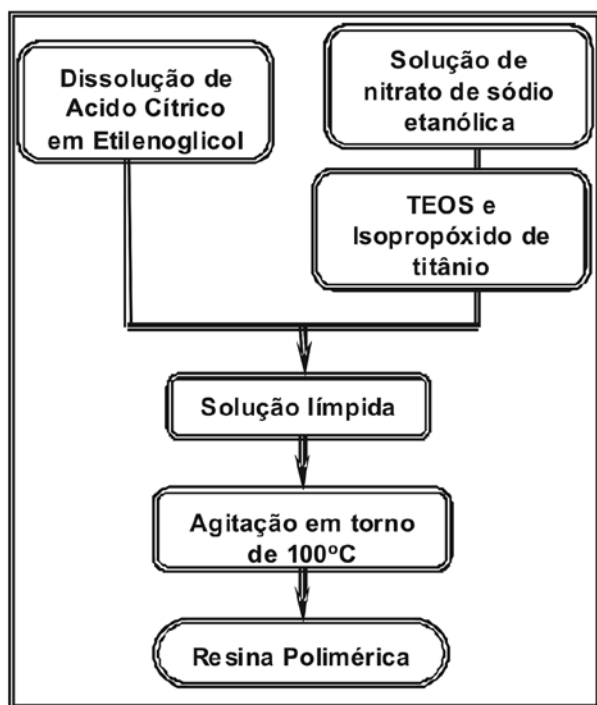 Dissolução de
Acido Cítrico
em Etilenoglicol
Solução de
nitrato de sódio
etanólica
TEOS e
Isopropóxido de
titânio
Solução límpida
Agitação em torno
de 100ºC
Resina Polimérica